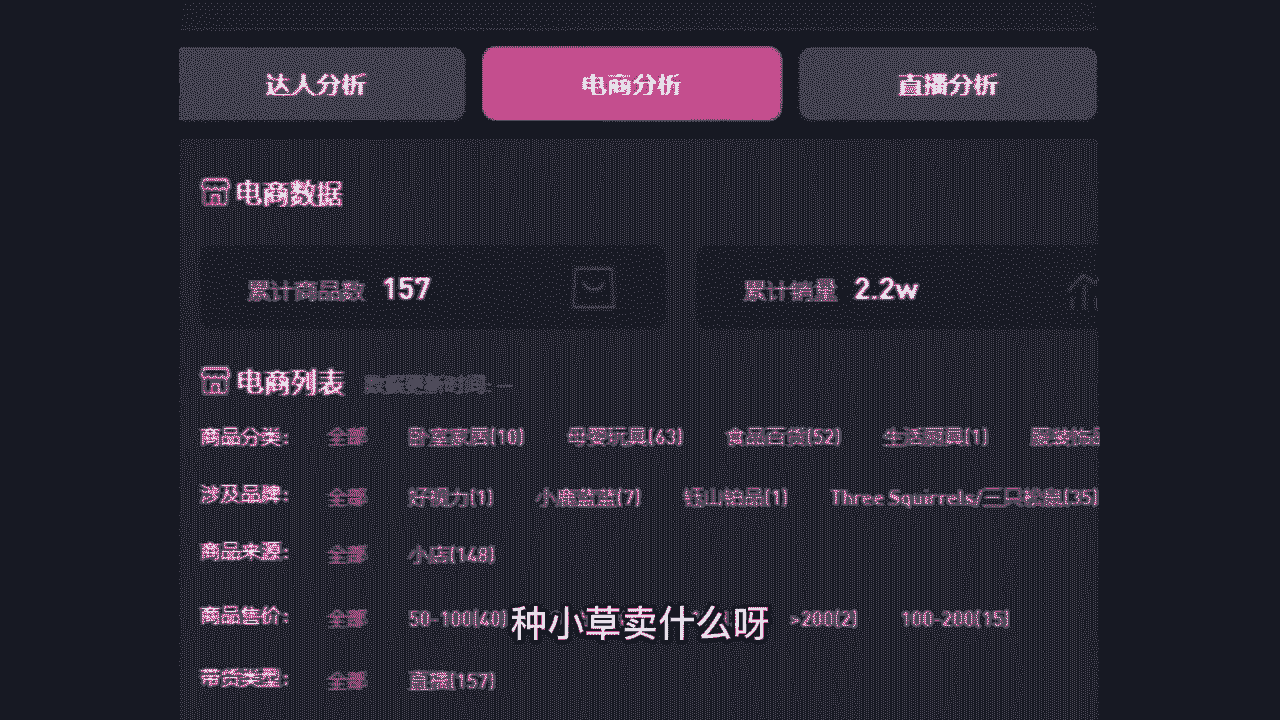 达人分析 电商分析 直播分析
电商数据
累计商品数 157 累计销量 2.2w
电商列表
商品分类: 全部 卧室家居(10) 母婴玩具(63) 食品百货(52) 生活厨具(1) 服装饰品
涉及品牌: 全部 好视力(1) 小鹿蓝蓝(7) Three Squirrels/三只松鼠(35)
商品来源: 全部 小店(148)
商品售价: 全部 50-100(40) >200(2) 100-200(15)
种小草卖什么呀
带货类型: 全部 直播(157)